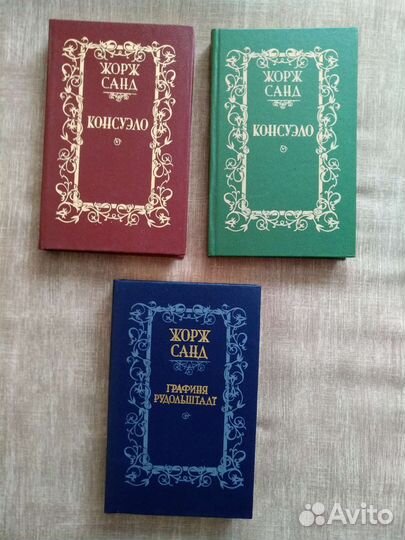 ЖОРЖ
САНД
КОНСУЭЛО
ЖОРЖ
САНД
КОНСУЭЛО
ЖОРЖ
САНД
ГРАФИНЯ
РУДОЛЬШТАДТ
Avito